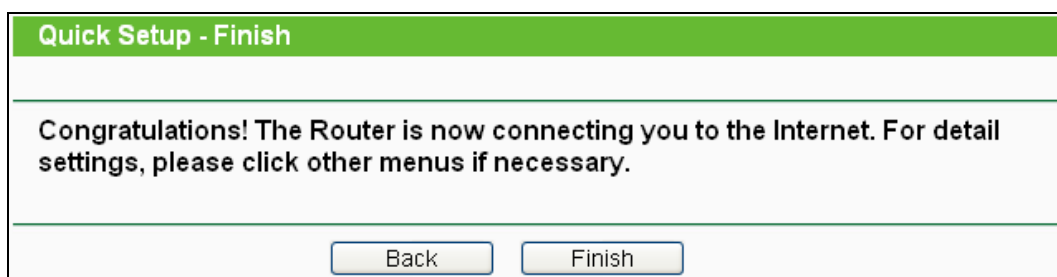 Quick Setup - Finish
Congratulations! The Router is now connecting you to the Internet. For detail
settings, please click other menus if necessary.
Back Finish